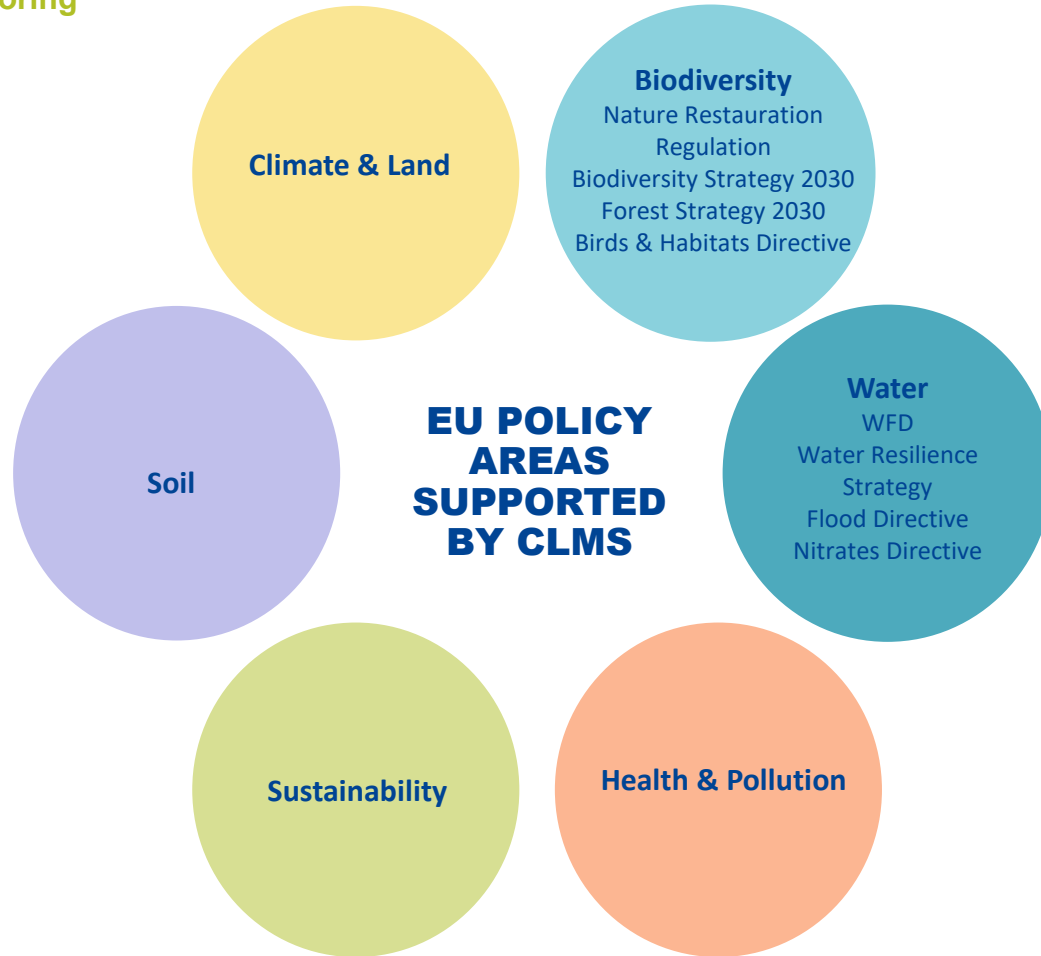 Climate & Land
Biodiversity
Nature Restauration
Regulation
Biodiversity Strategy 2030
Forest Strategy 2030
Birds & Habitats Directive
Soil
EU POLICY
AREAS
SUPPORTED
BY CLMS
Water
WFD
Water Resilience
Strategy
Flood Directive
Nitrates Directive
Sustainability
Health & Pollution